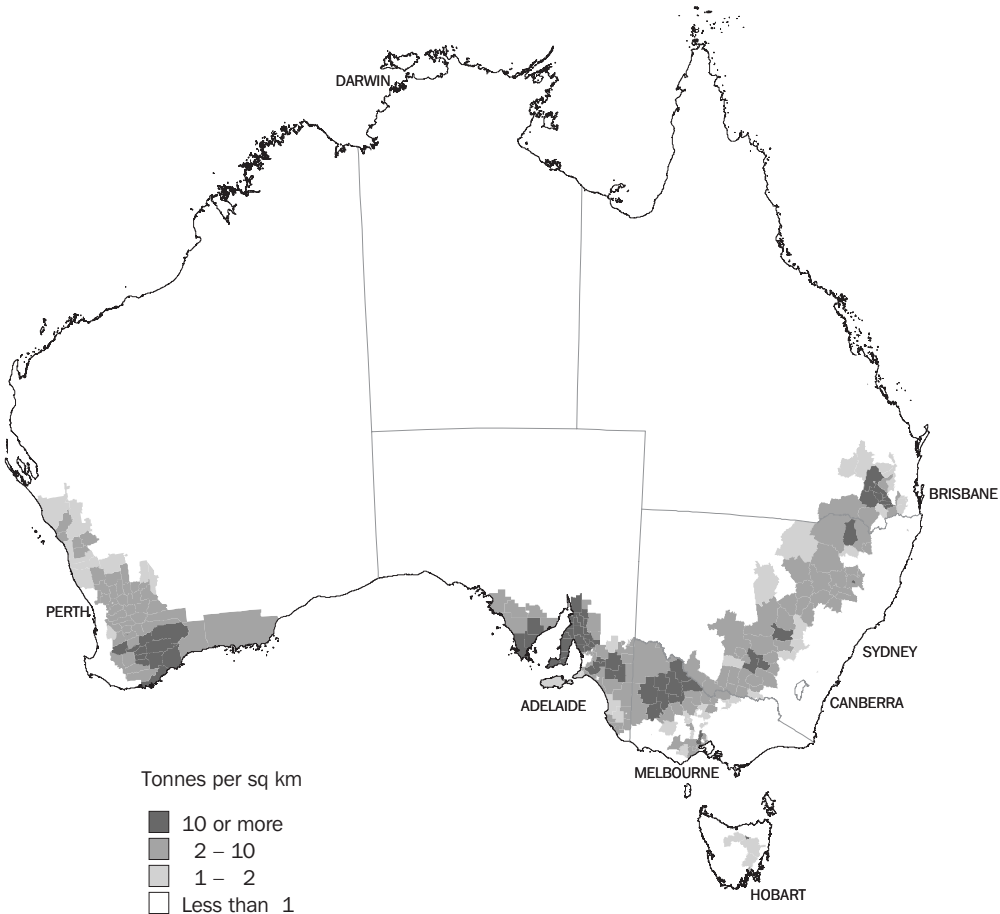 DARWIN
BRISBANE
PERTH
SYDNEY
ADELAIDE
CANBERRA
MELBOURNE
Tonnes per sq km
10 or more
2 – 10
1 – 2
Less than 1
HOBART